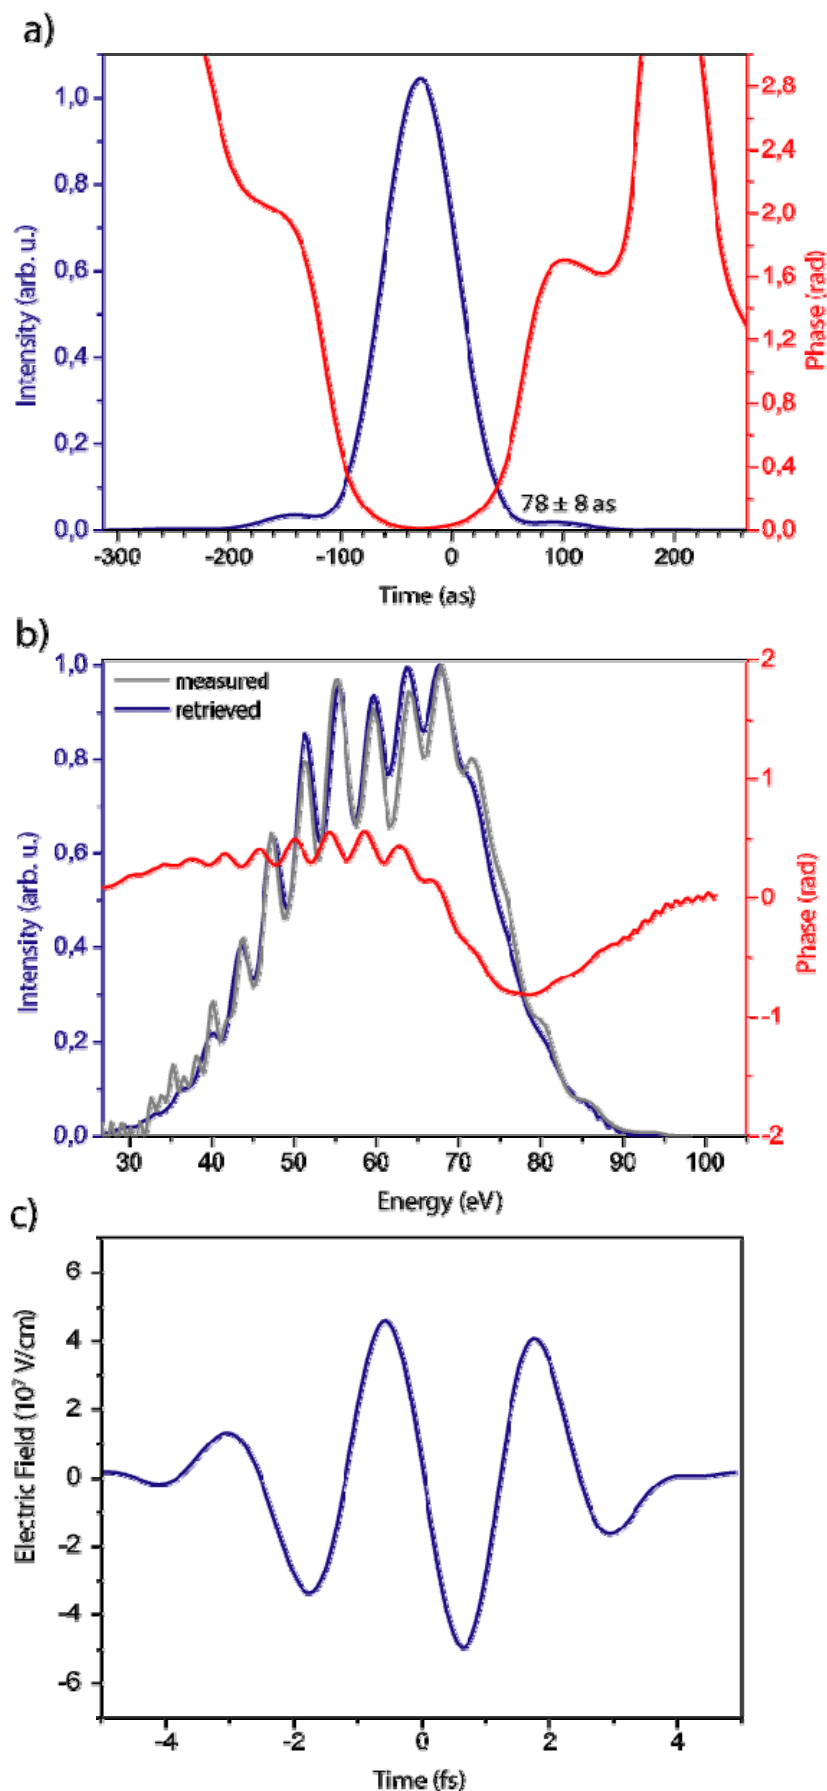 a)
Intensity (arb. u.)
1,0
0,8
0,6
0,4
0,2
0,0
2,8
2,4
2,0
1,6
1,2
0,8
0,4
0,0
Phase (rad)
78 ± 8 as
-300 -200 -100 0 100 200
Time (as)
b)
measured
retrieved
Intensity (arb. u.)
1,0
0,8
0,6
0,4
0,2
0,0
2
1
0
-1
-2
Phase (rad)
30 40 50 60 70 80 90 100
Energy (eV)
c)
Electric Field (10⁷ V/cm)
6
4
2
0
-2
-4
-6
-4 -2 0 2 4
Time (fs)